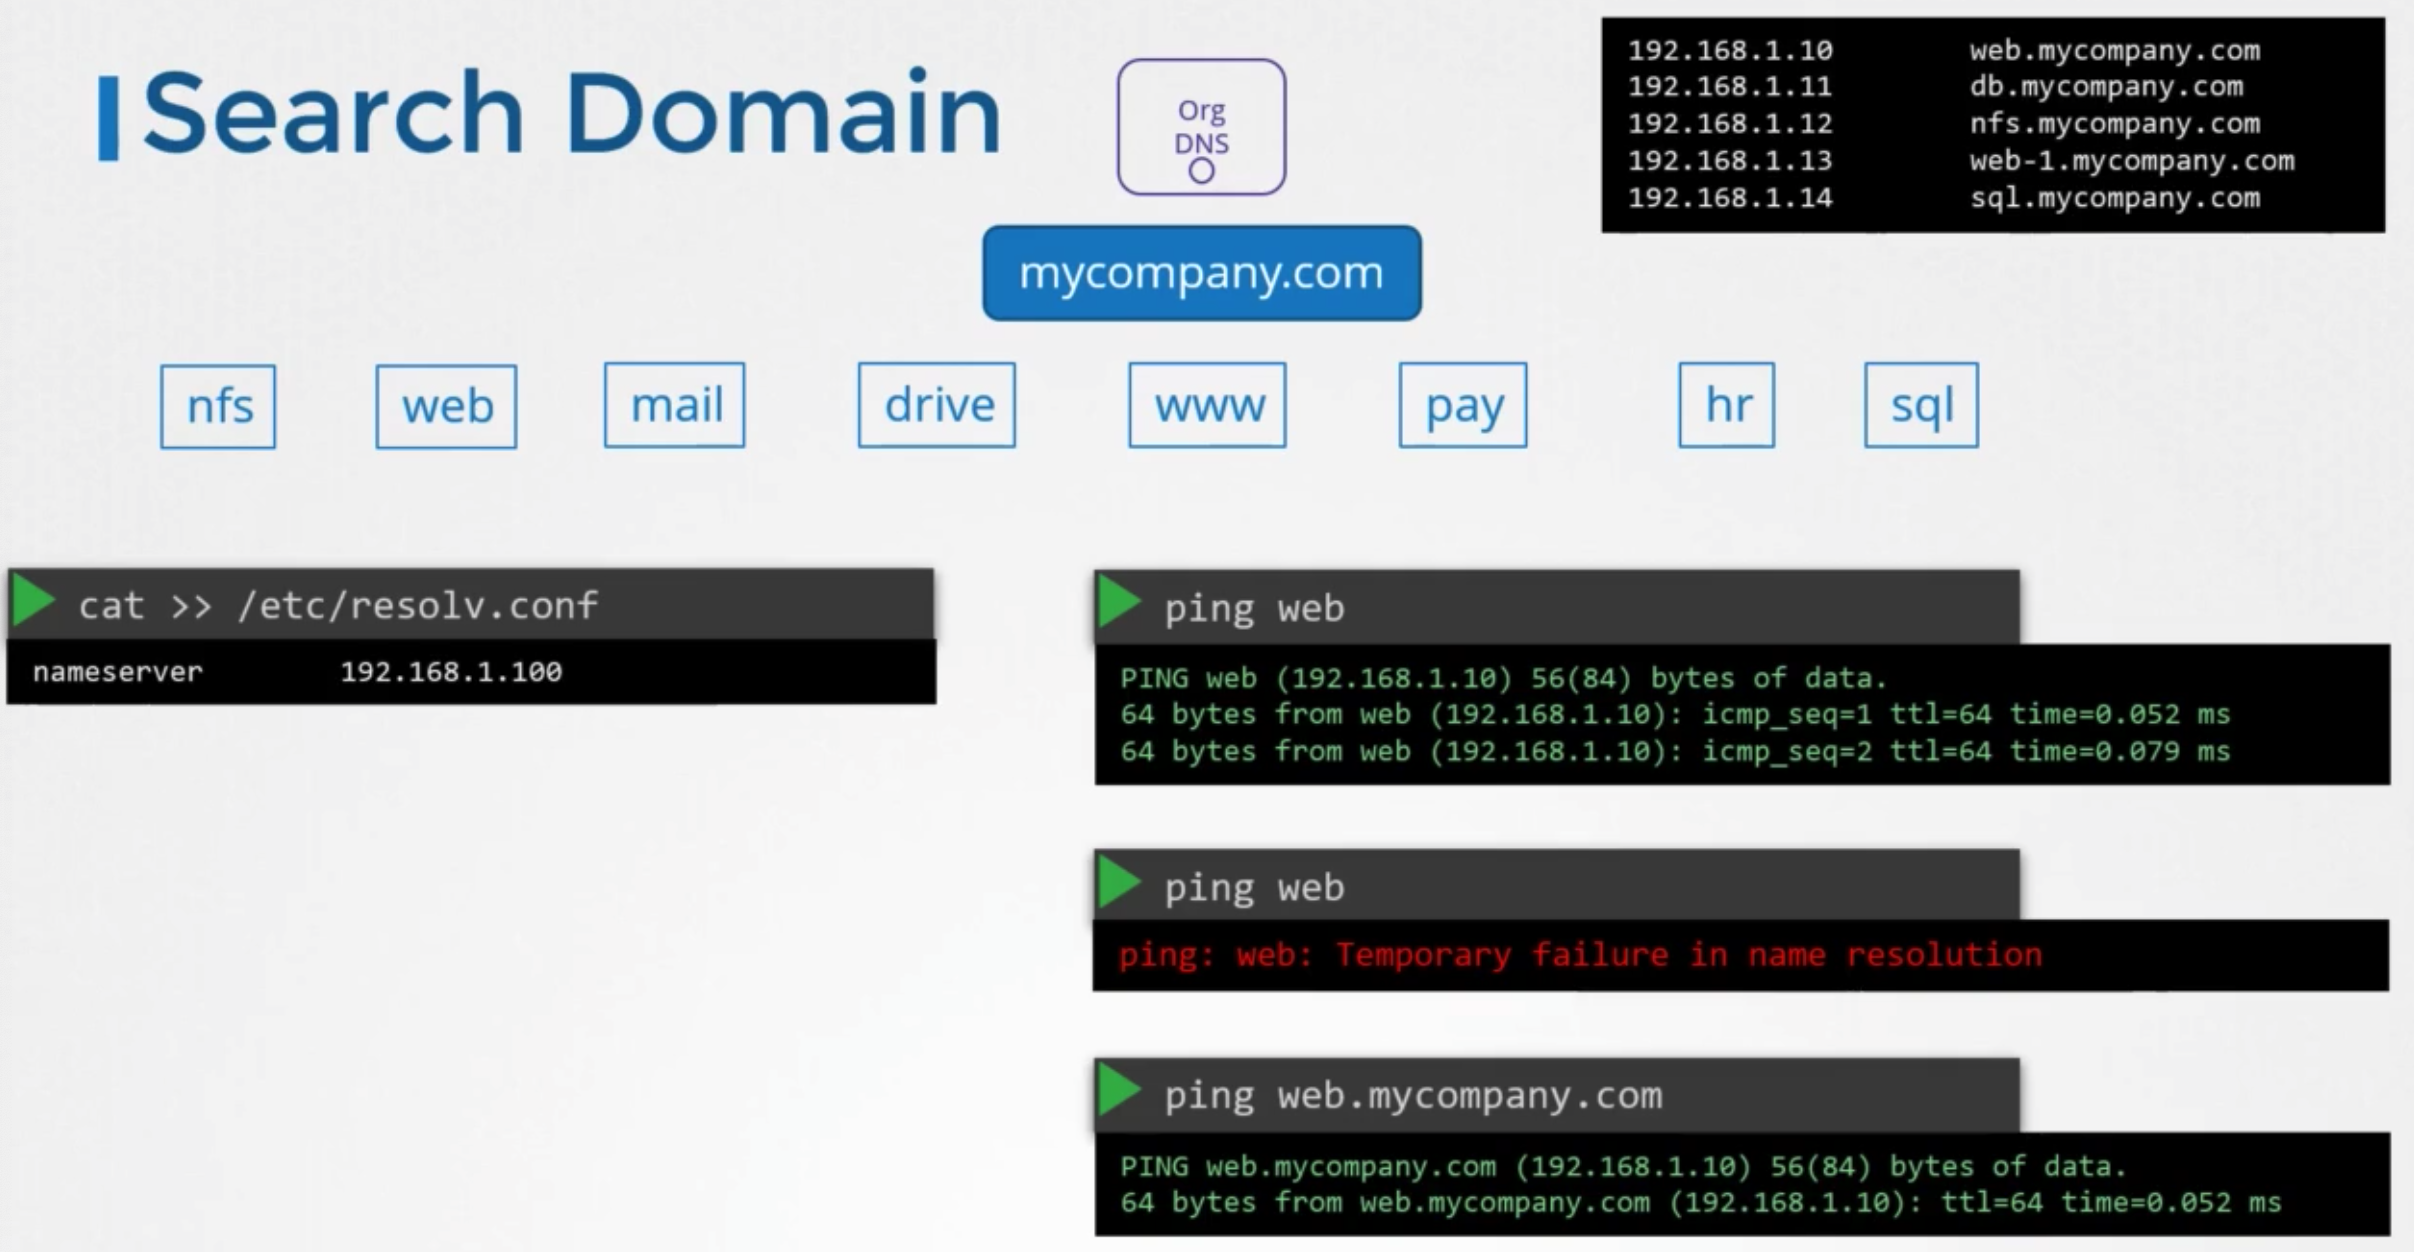 Search Domain
Org
DNS
192.168.1.10 web.mycompany.com
192.168.1.11 db.mycompany.com
192.168.1.12 nfs.mycompany.com
192.168.1.13 web-1.mycompany.com
192.168.1.14 sql.mycompany.com
mycompany.com
nfs web mail drive www pay hr sql
cat >> /etc/resolv.conf
nameserver 192.168.1.100
ping web
PING web (192.168.1.10) 56(84) bytes of data.
64 bytes from web (192.168.1.10): icmp_seq=1 ttl=64 time=0.052 ms
64 bytes from web (192.168.1.10): icmp_seq=2 ttl=64 time=0.079 ms
ping web
ping: web: Temporary failure in name resolution
ping web.mycompany.com
PING web.mycompany.com (192.168.1.10) 56(84) bytes of data.
64 bytes from web.mycompany.com (192.168.1.10): ttl=64 time=0.052 ms